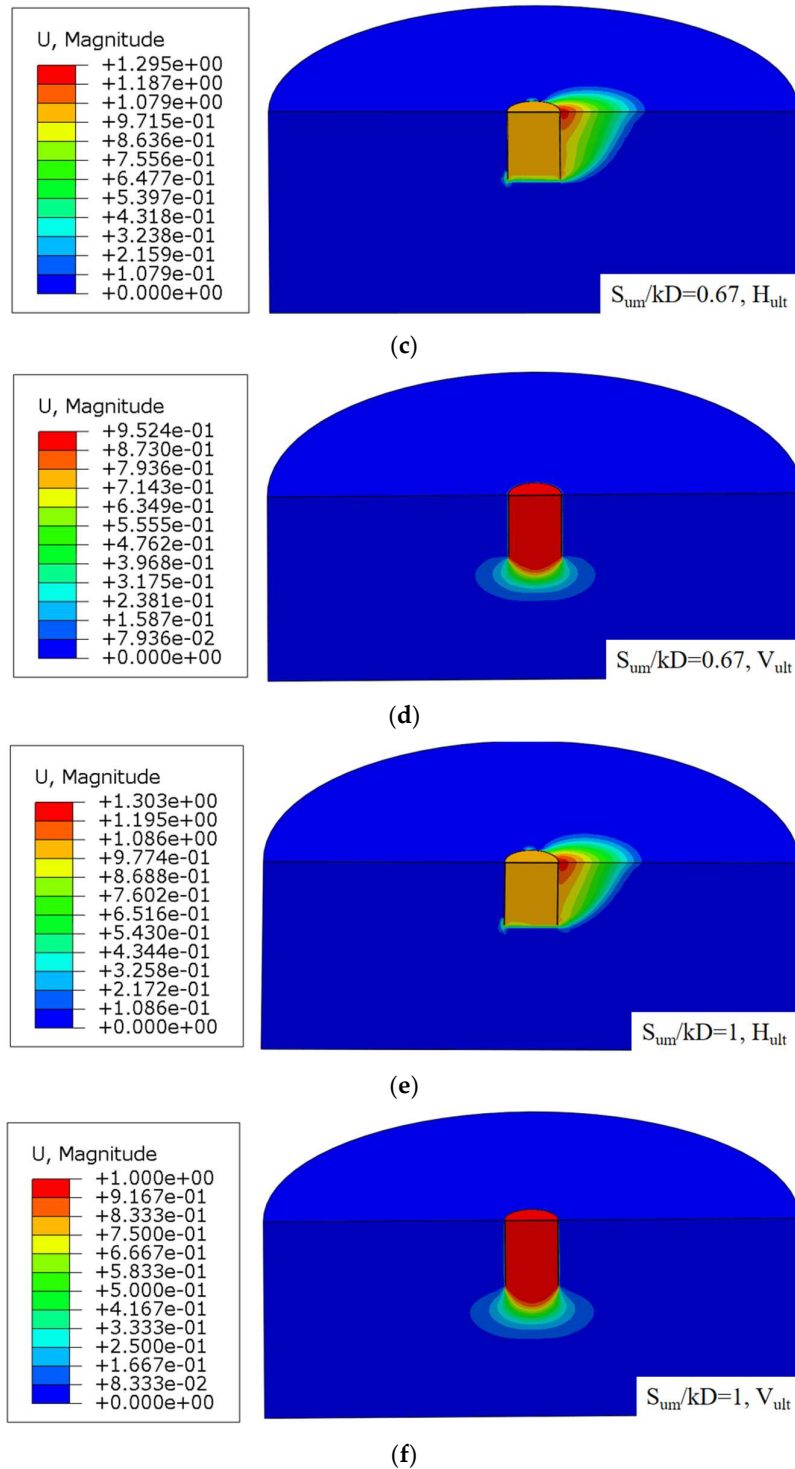 U, Magnitude
+1.295e+00
+1.187e+00
+1.079e+00
+9.715e-01
+8.636e-01
+7.556e-01
+6.477e-01
+5.397e-01
+4.318e-01
+3.238e-01
+2.159e-01
+1.079e-01
+0.000e+00
Sum/kD=0.67, Hult
(c)
U, Magnitude
+9.524e-01
+8.730e-01
+7.936e-01
+7.143e-01
+6.349e-01
+5.555e-01
+4.762e-01
+3.968e-01
+3.175e-01
+2.381e-01
+1.587e-01
+7.936e-02
+0.000e+00
Sum/kD=0.67, Vult
(d)
U, Magnitude
+1.303e+00
+1.195e+00
+1.086e+00
+9.774e-01
+8.688e-01
+7.602e-01
+6.516e-01
+5.430e-01
+4.344e-01
+3.258e-01
+2.172e-01
+1.086e-01
+0.000e+00
Sum/kD=1, Hult
(e)
U, Magnitude
+1.000e+00
+9.167e-01
+8.333e-01
+7.500e-01
+6.667e-01
+5.833e-01
+5.000e-01
+4.167e-01
+3.333e-01
+2.500e-01
+1.667e-01
+8.333e-02
+0.000e+00
Sum/kD=1, Vult
(f)